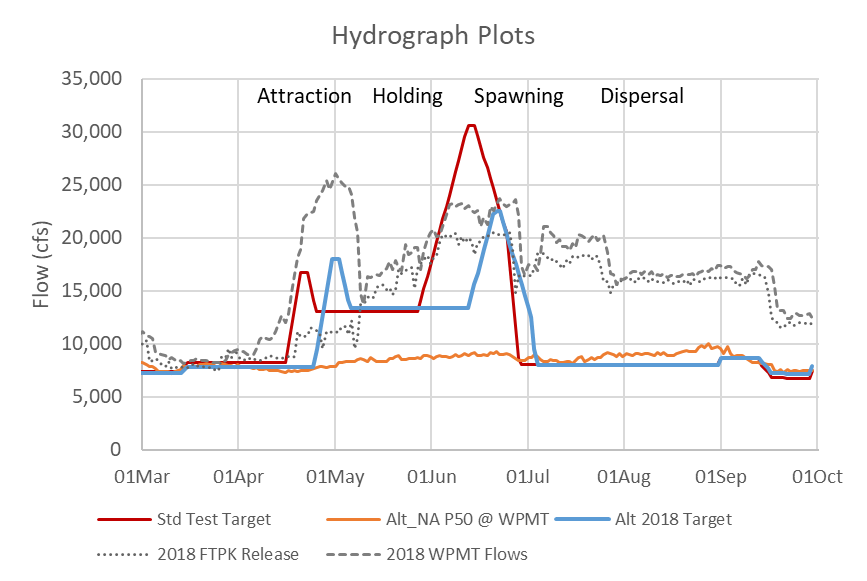 Hydrograph Plots
35,000
Attraction Holding Spawning Dispersal
30,000
25,000
20,000
15,000
10,000
5,000
0
Flow (cfs)
01Mar 01Apr 01May 01Jun 01Jul 01Aug 01Sep 01Oct
Std Test Target Alt_NA P50 @ WPMT Alt 2018 Target
2018 FTPK Release 2018 WPMT Flows